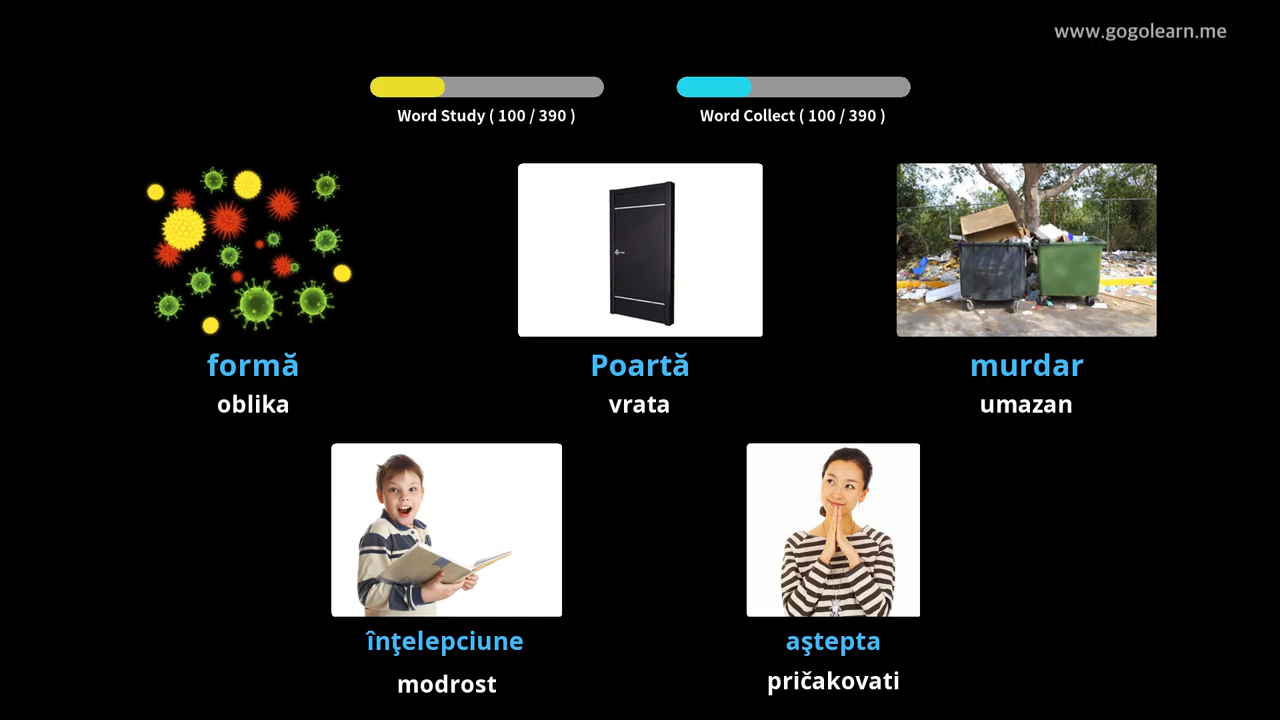 www.gogolearn.me
Word Study ( 100 / 390 )
Word Collect ( 100 / 390 )
formă
oblika
Poartă
vrata
murdar
umazan
înţelepciune
modrost
aştepta
pričakovati